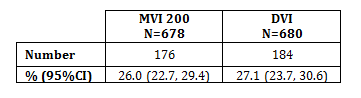 MVI 200 DVI
N=678 N=680
Number 176 184
% (95%CI) 26.0 (22.7, 29.4) 27.1 (23.7, 30.6)